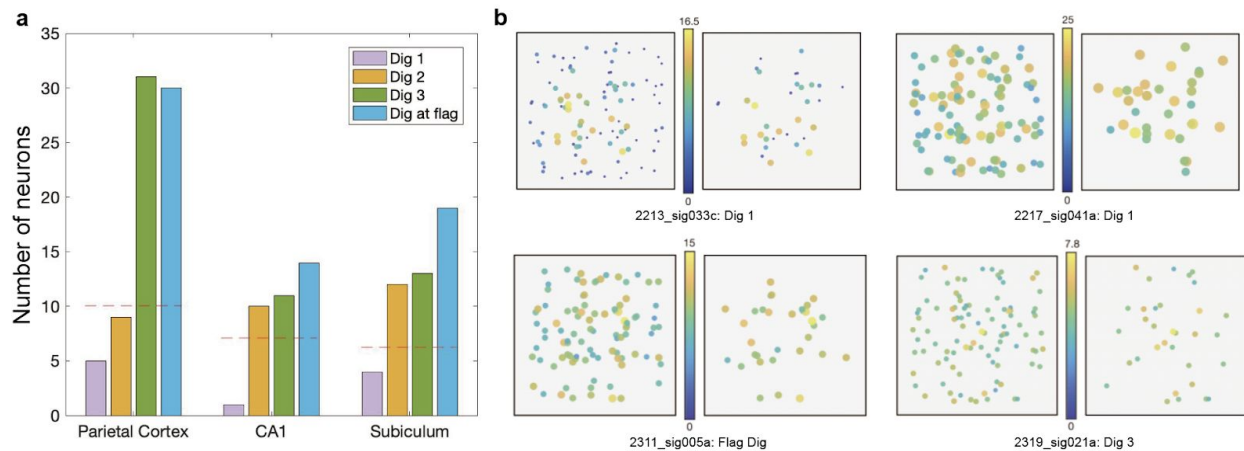 a
Number of neurons
35
30
25
20
15
10
5
0
Dig 1
Dig 2
Dig 3
Dig at flag
Parietal Cortex
CA1
Subiculum
b
16.5
0
2213_sig033c: Dig 1
25
0
2217_sig041a: Dig 1
15
0
2311_sig005a: Flag Dig
7.8
0
2319_sig021a: Dig 3